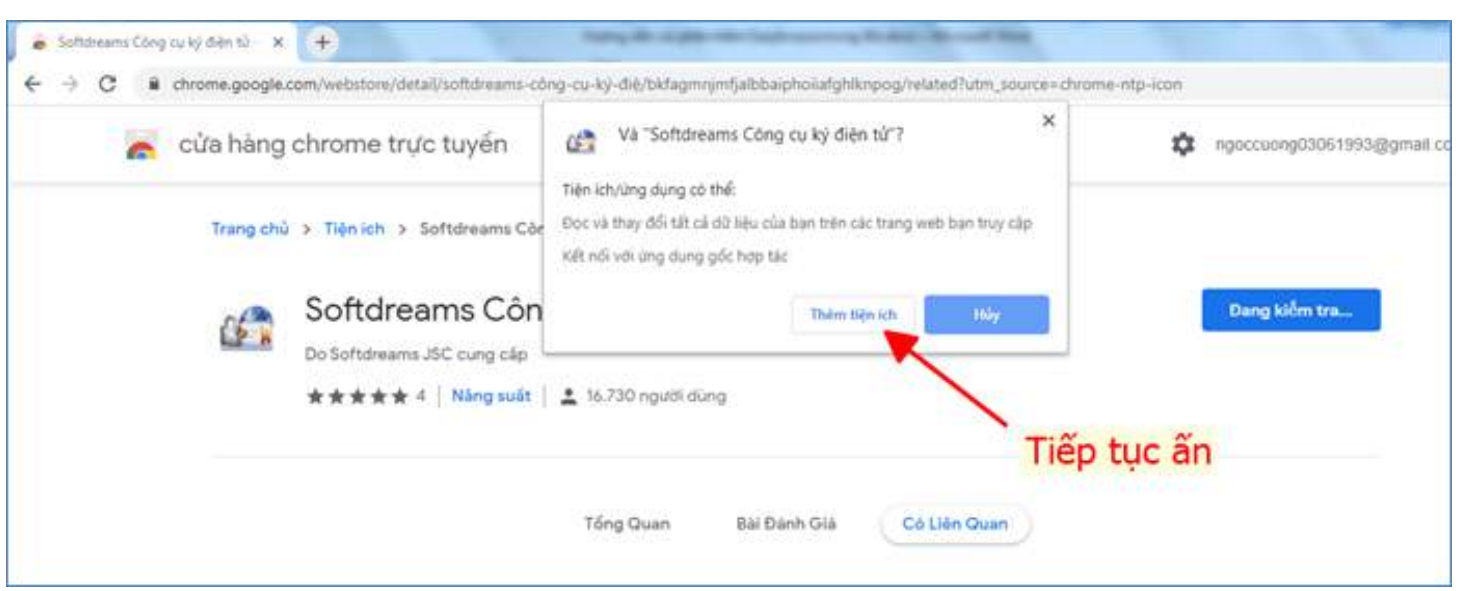 Softdreams Công cụ ký điện tử
chrome.google.com/webstore/detail/softdreams-công-cụ-ký-điê/bkfagmnjmfjalbbaiphoiiafghlknpog/related?utm_source=chrome-ntp-icon
cửa hàng chrome trực tuyến
ngoccuong03061993@gmail.co
Và "Softdreams Công cụ ký điện tử"?
Tiện ích/ứng dụng có thể:
Đọc và thay đổi tất cả dữ liệu của bạn trên các trang web bạn truy cập
Kết nối với ứng dụng gốc hợp tác
Thêm tiện ích
Hủy
Trang chủ > Tiện ích > Softdreams Côn
Softdreams Côn
Do Softdreams JSC cung cấp
4 | Năng suất | 16.730 người dùng
Đang kiểm tra...
Tiếp tục ấn
Tổng Quan
Bài Đánh Giá
Có Liên Quan